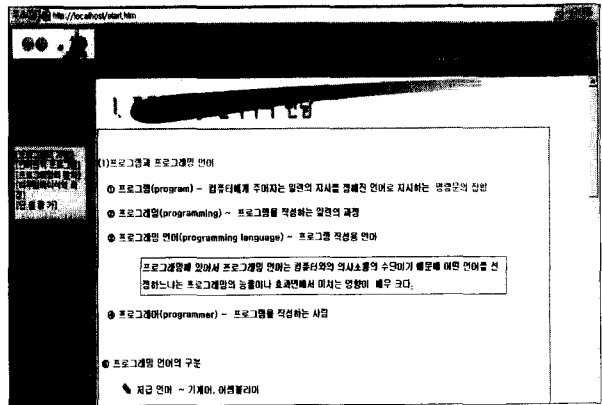 http://localhost/start.htm
1.
(1)프로그램과 프로그래밍 언어
① 프로그램(program) ~ 컴퓨터에게 주어지는 일련의 지시를 정해진 언어로 지시하는 명령문의 집합
② 프로그래밍(programming) ~ 프로그램을 작성하는 일련의 과정
③ 프로그래밍 언어(programming language) ~ 프로그램 작성용 언어
프로그래밍에 있어서 프로그래밍 언어는 컴퓨터와의 의사소통의 수단이기 때문에 어떤 언어를 선
정하느냐는 프로그래밍의 능률이나 효과면에서 미치는 영향이 매우 크다.
④ 프로그래머(programmer) ~ 프로그램을 작성하는 사람
⑤ 프로그래밍 언어의 구분
저급 언어 ~ 기계어, 어셈블리어